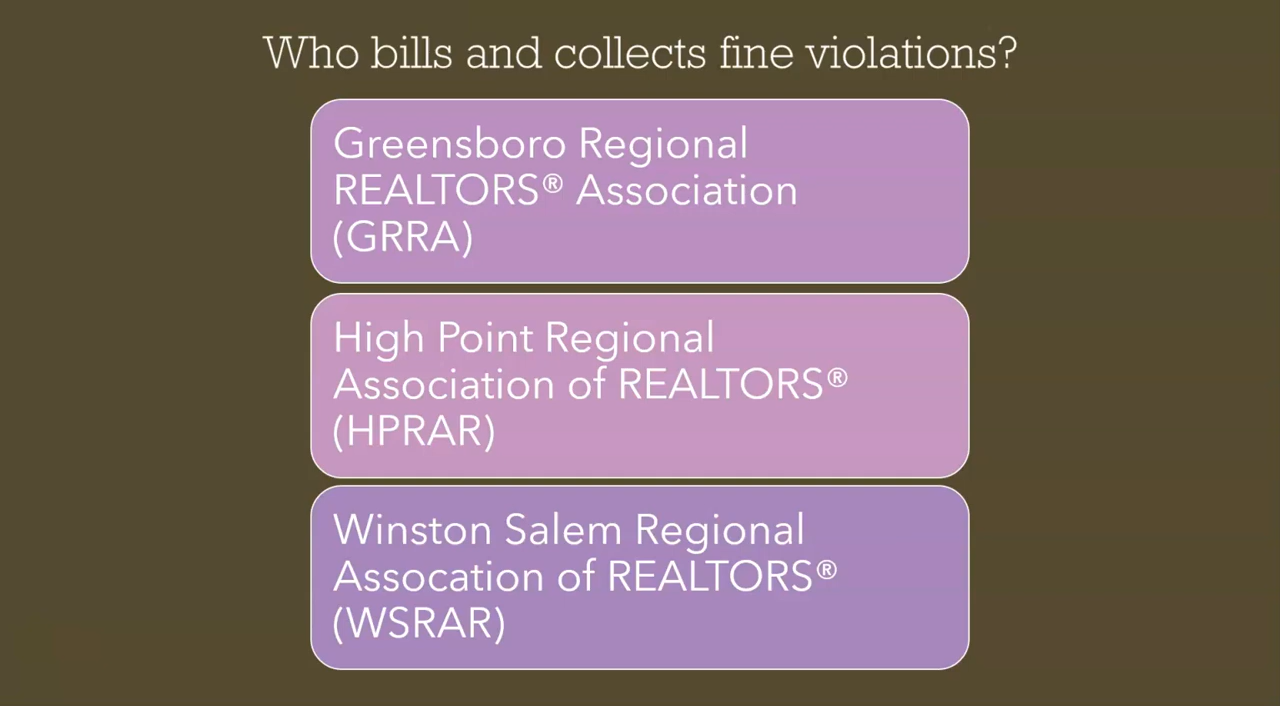 Who bills and collects fine violations?
Greensboro Regional
REALTORS® Association
(GRRA)
High Point Regional
Association of REALTORS®
(HPRAR)
Winston Salem Regional
Assocation of REALTORS®
(WSRAR)